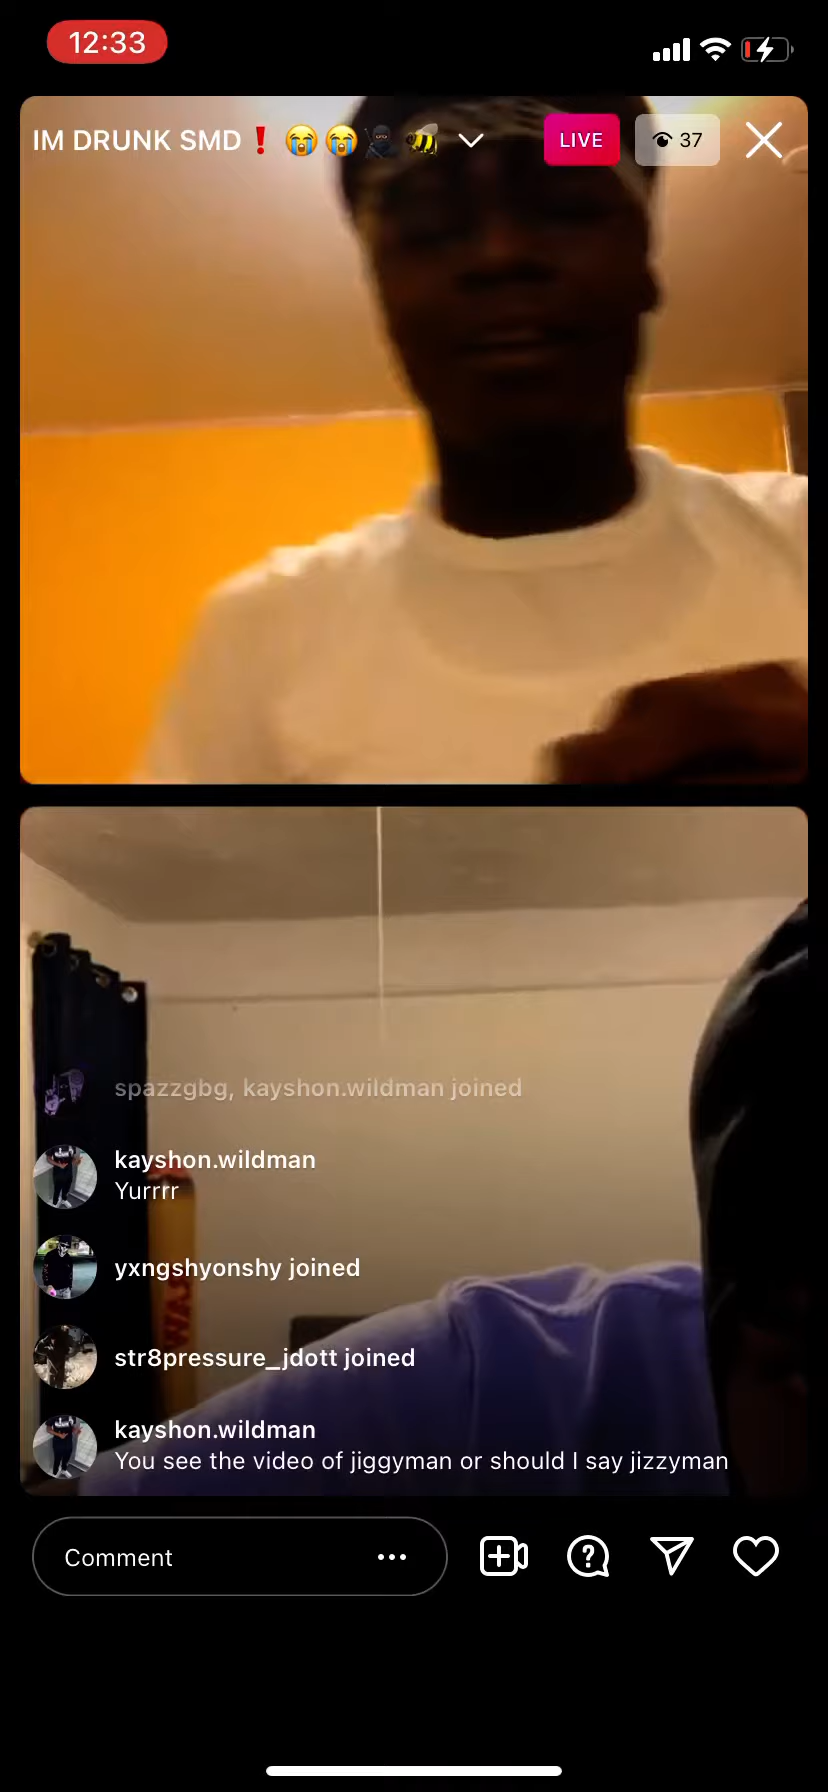 12:33
IM DRUNK SMD❗😭😭🥷🐝
LIVE
37
spazzgbg, kayshon.wildman joined
kayshon.wildman
Yurrrr
yxngshyonshy joined
str8pressure_jdott joined
kayshon.wildman
You see the video of jiggyman or should I say jizzyman
Comment